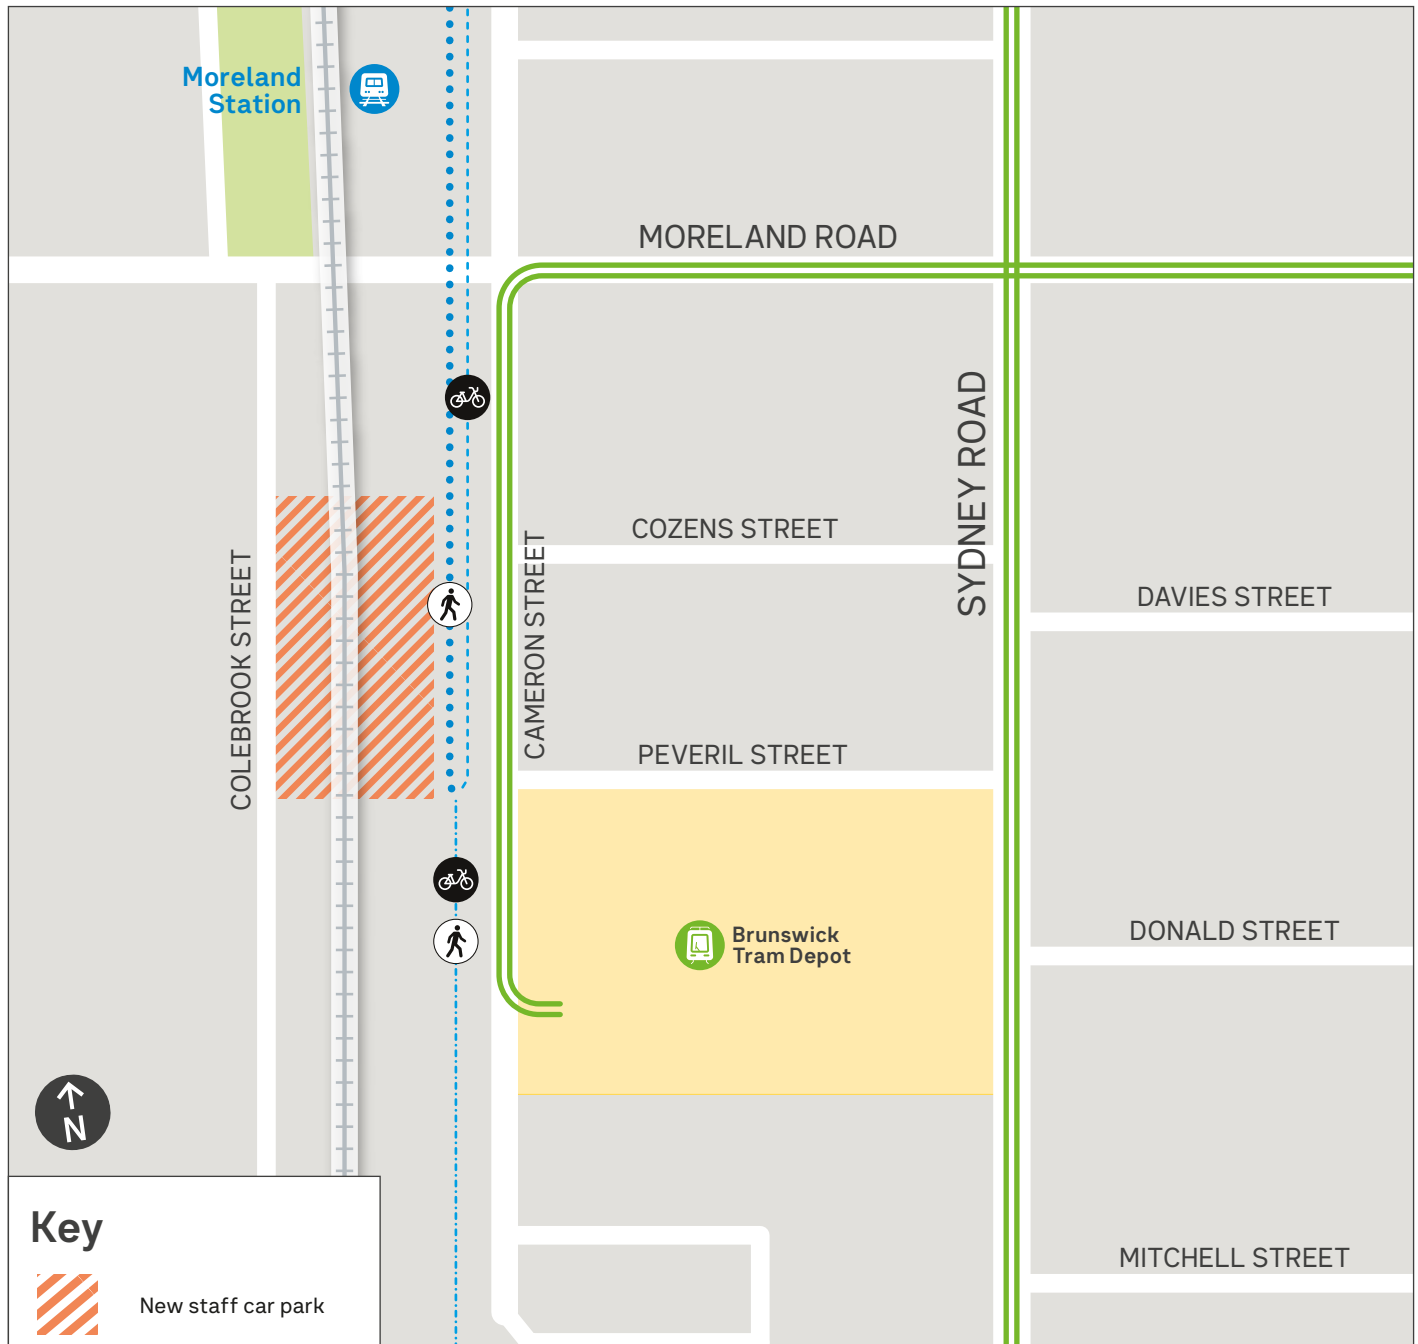 Moreland
Station
MORELAND ROAD
SYDNEY ROAD
COZENS STREET
COLEBROOK STREET
CAMERON STREET
DAVIES STREET
PEVERIL STREET
Brunswick
Tram Depot
DONALD STREET
N
Key
New staff car park
MITCHELL STREET